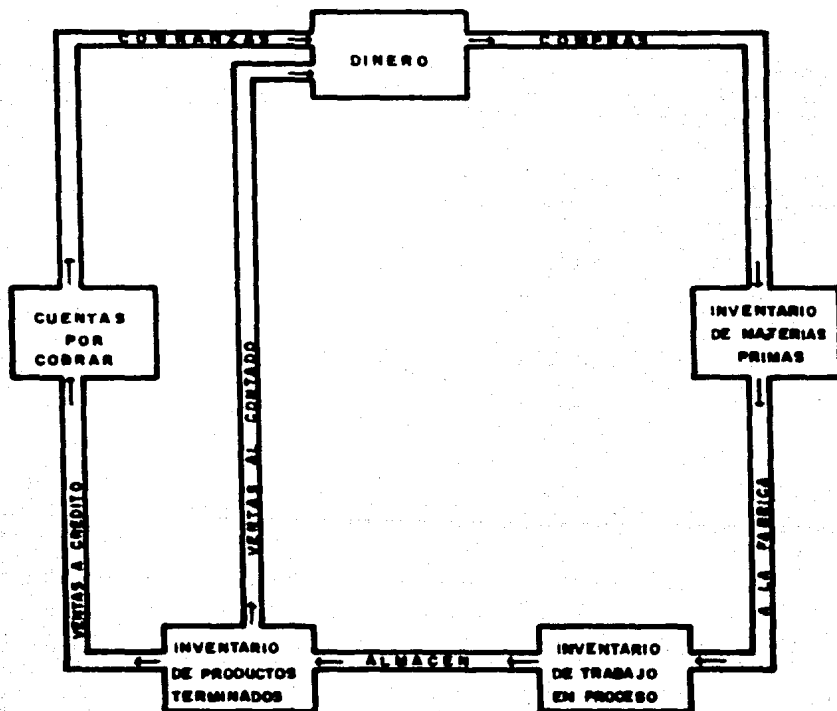 COBRANZAS
DINERO
COMPRAS
CUENTAS
POR
COBRAR
VENTAS AL CONTADO
INVENTARIO
DE MATERIAS
PRIMAS
VENTAS A CREDITO
A LA FABRICA
INVENTARIO
DE PRODUCTOS
TERMINADOS
ALMACEN
INVENTARIO
DE TRABAJO
EN PROCESO